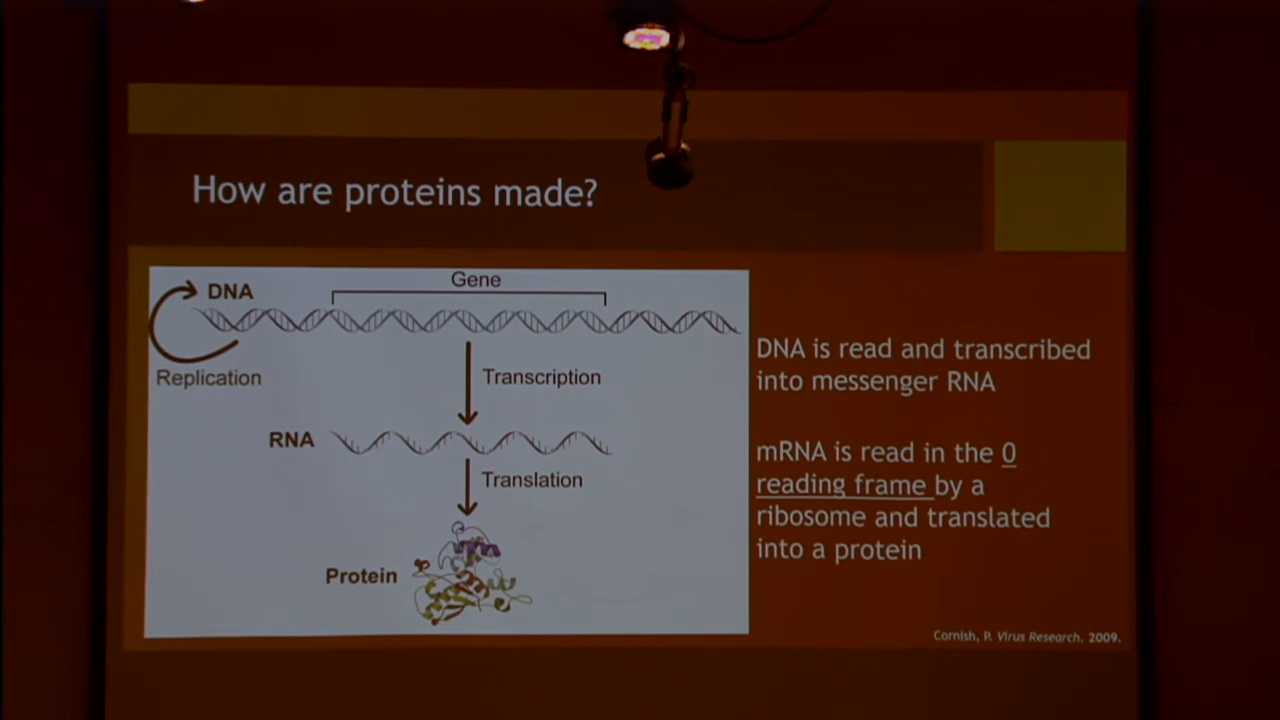 How are proteins made?
Gene
DNA
Replication
Transcription
RNA
Translation
Protein
DNA is read and transcribed
into messenger RNA
mRNA is read in the 0
reading frame by a
ribosome and translated
into a protein
Cornish, P. Virus Research. 2009.